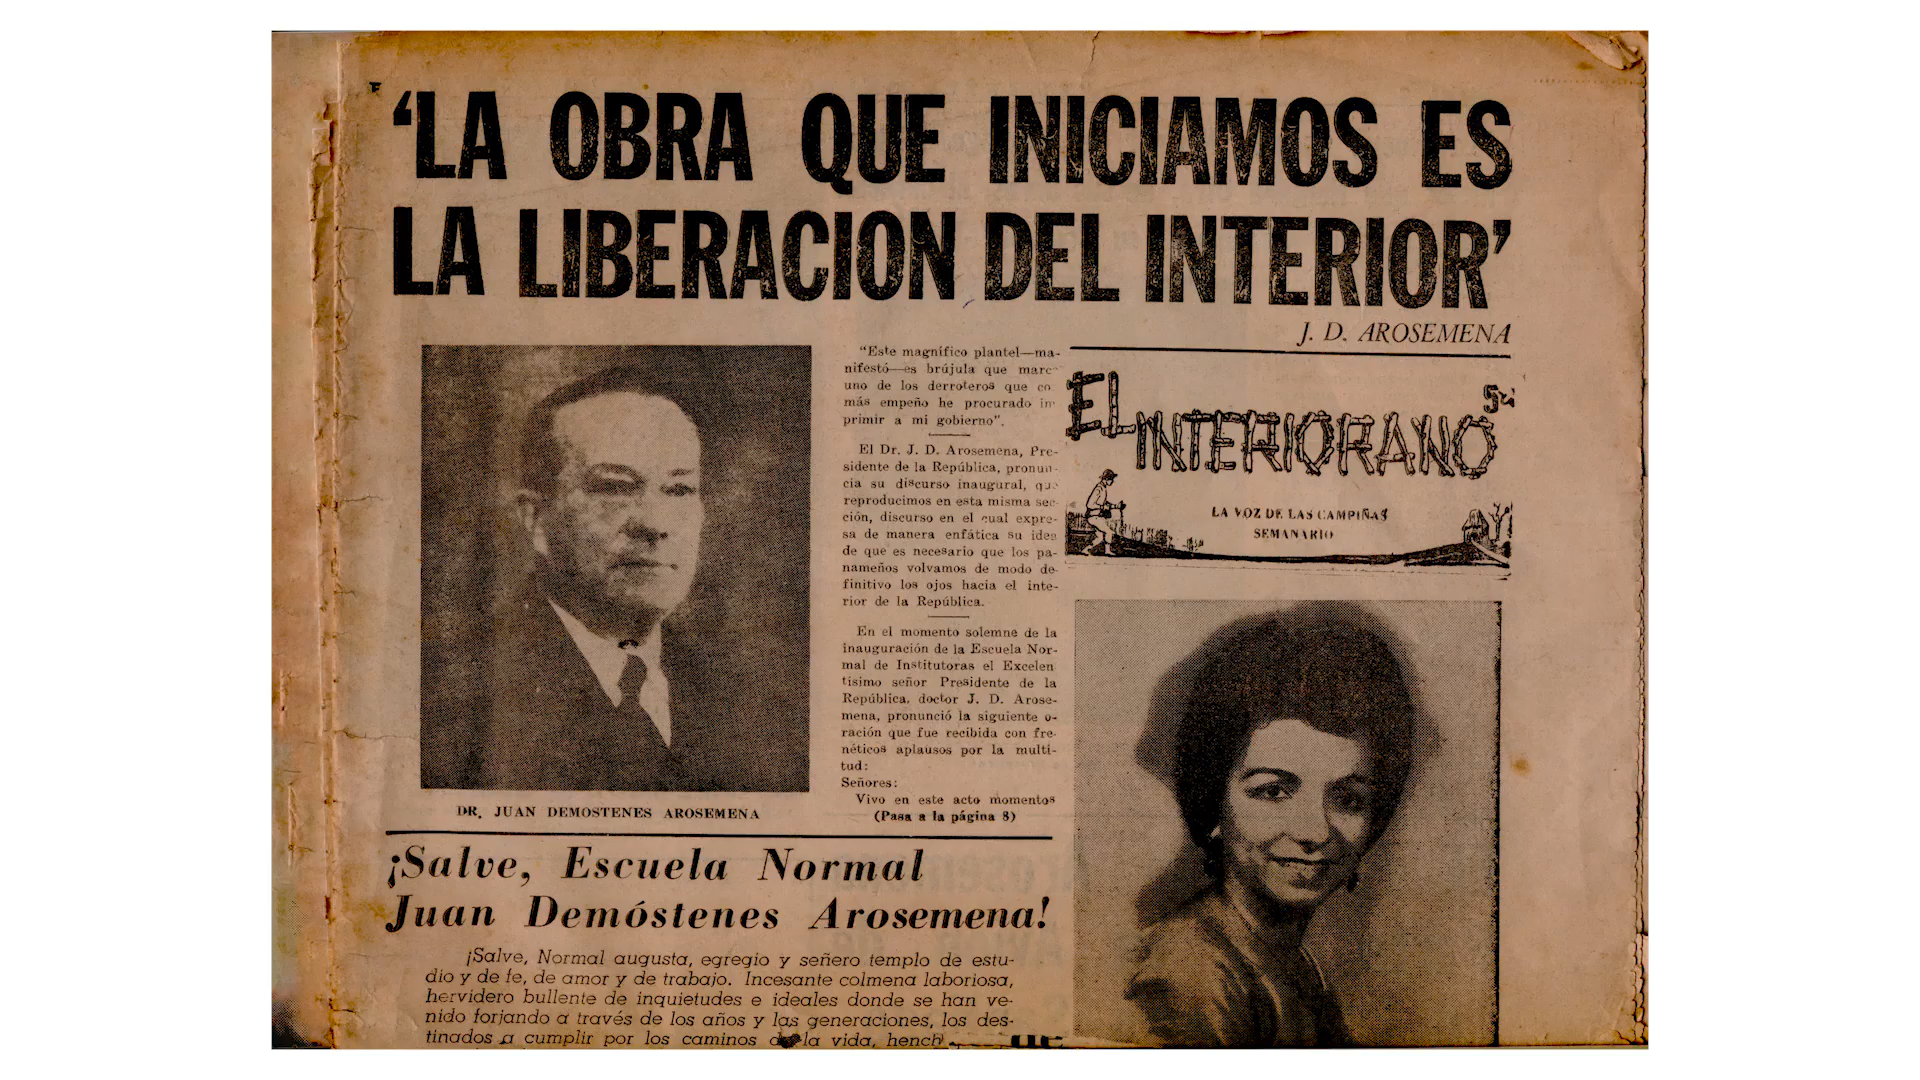 ‘LA OBRA QUE INICIAMOS ES
LA LIBERACION DEL INTERIOR’
J. D. AROSEMENA
DR. JUAN DEMOSTENES AROSEMENA
“Este magnífico plantel—ma-
nifestó—es brújula que marc
uno de los derroteros que co
más empeño he procurado im
primir a mi gobierno”.
El Dr. J. D. Arosemena, Pre-
sidente de la República, pronun-
cia su discurso inaugural, que
reproducimos en esta misma sec-
ción, discurso en el cual expre-
sa de manera enfática su idea
de que es necesario que los pa-
nameños volvamos de modo de-
finitivo los ojos hacia el inte-
rior de la República.
En el momento solemne de la
inauguración de la Escuela Nor-
mal de Institutoras el Excelen
tísimo señor Presidente de la
República, doctor J. D. Arose-
mena, pronunció la siguiente o-
ración que fue recibida con fre-
néticos aplausos por la multi-
tud:
Señores:
Vivo en este acto momentos
(Pasa a la página 8)
EL INTERIORANO
LA VOZ DE LAS CAMPIÑAS
SEMANARIO
¡Salve, Escuela Normal
Juan Demóstenes Arosemena!
¡Salve, Normal augusta, egregio y señero templo de estu-
dio y de fe, de amor y de trabajo. Incesante colmena laboriosa,
hervidero bullente de inquietudes e ideales donde se han ve-
nido forjando a través de los años y las generaciones, los des-
tinados a cumplir por los caminos de la vida, hench